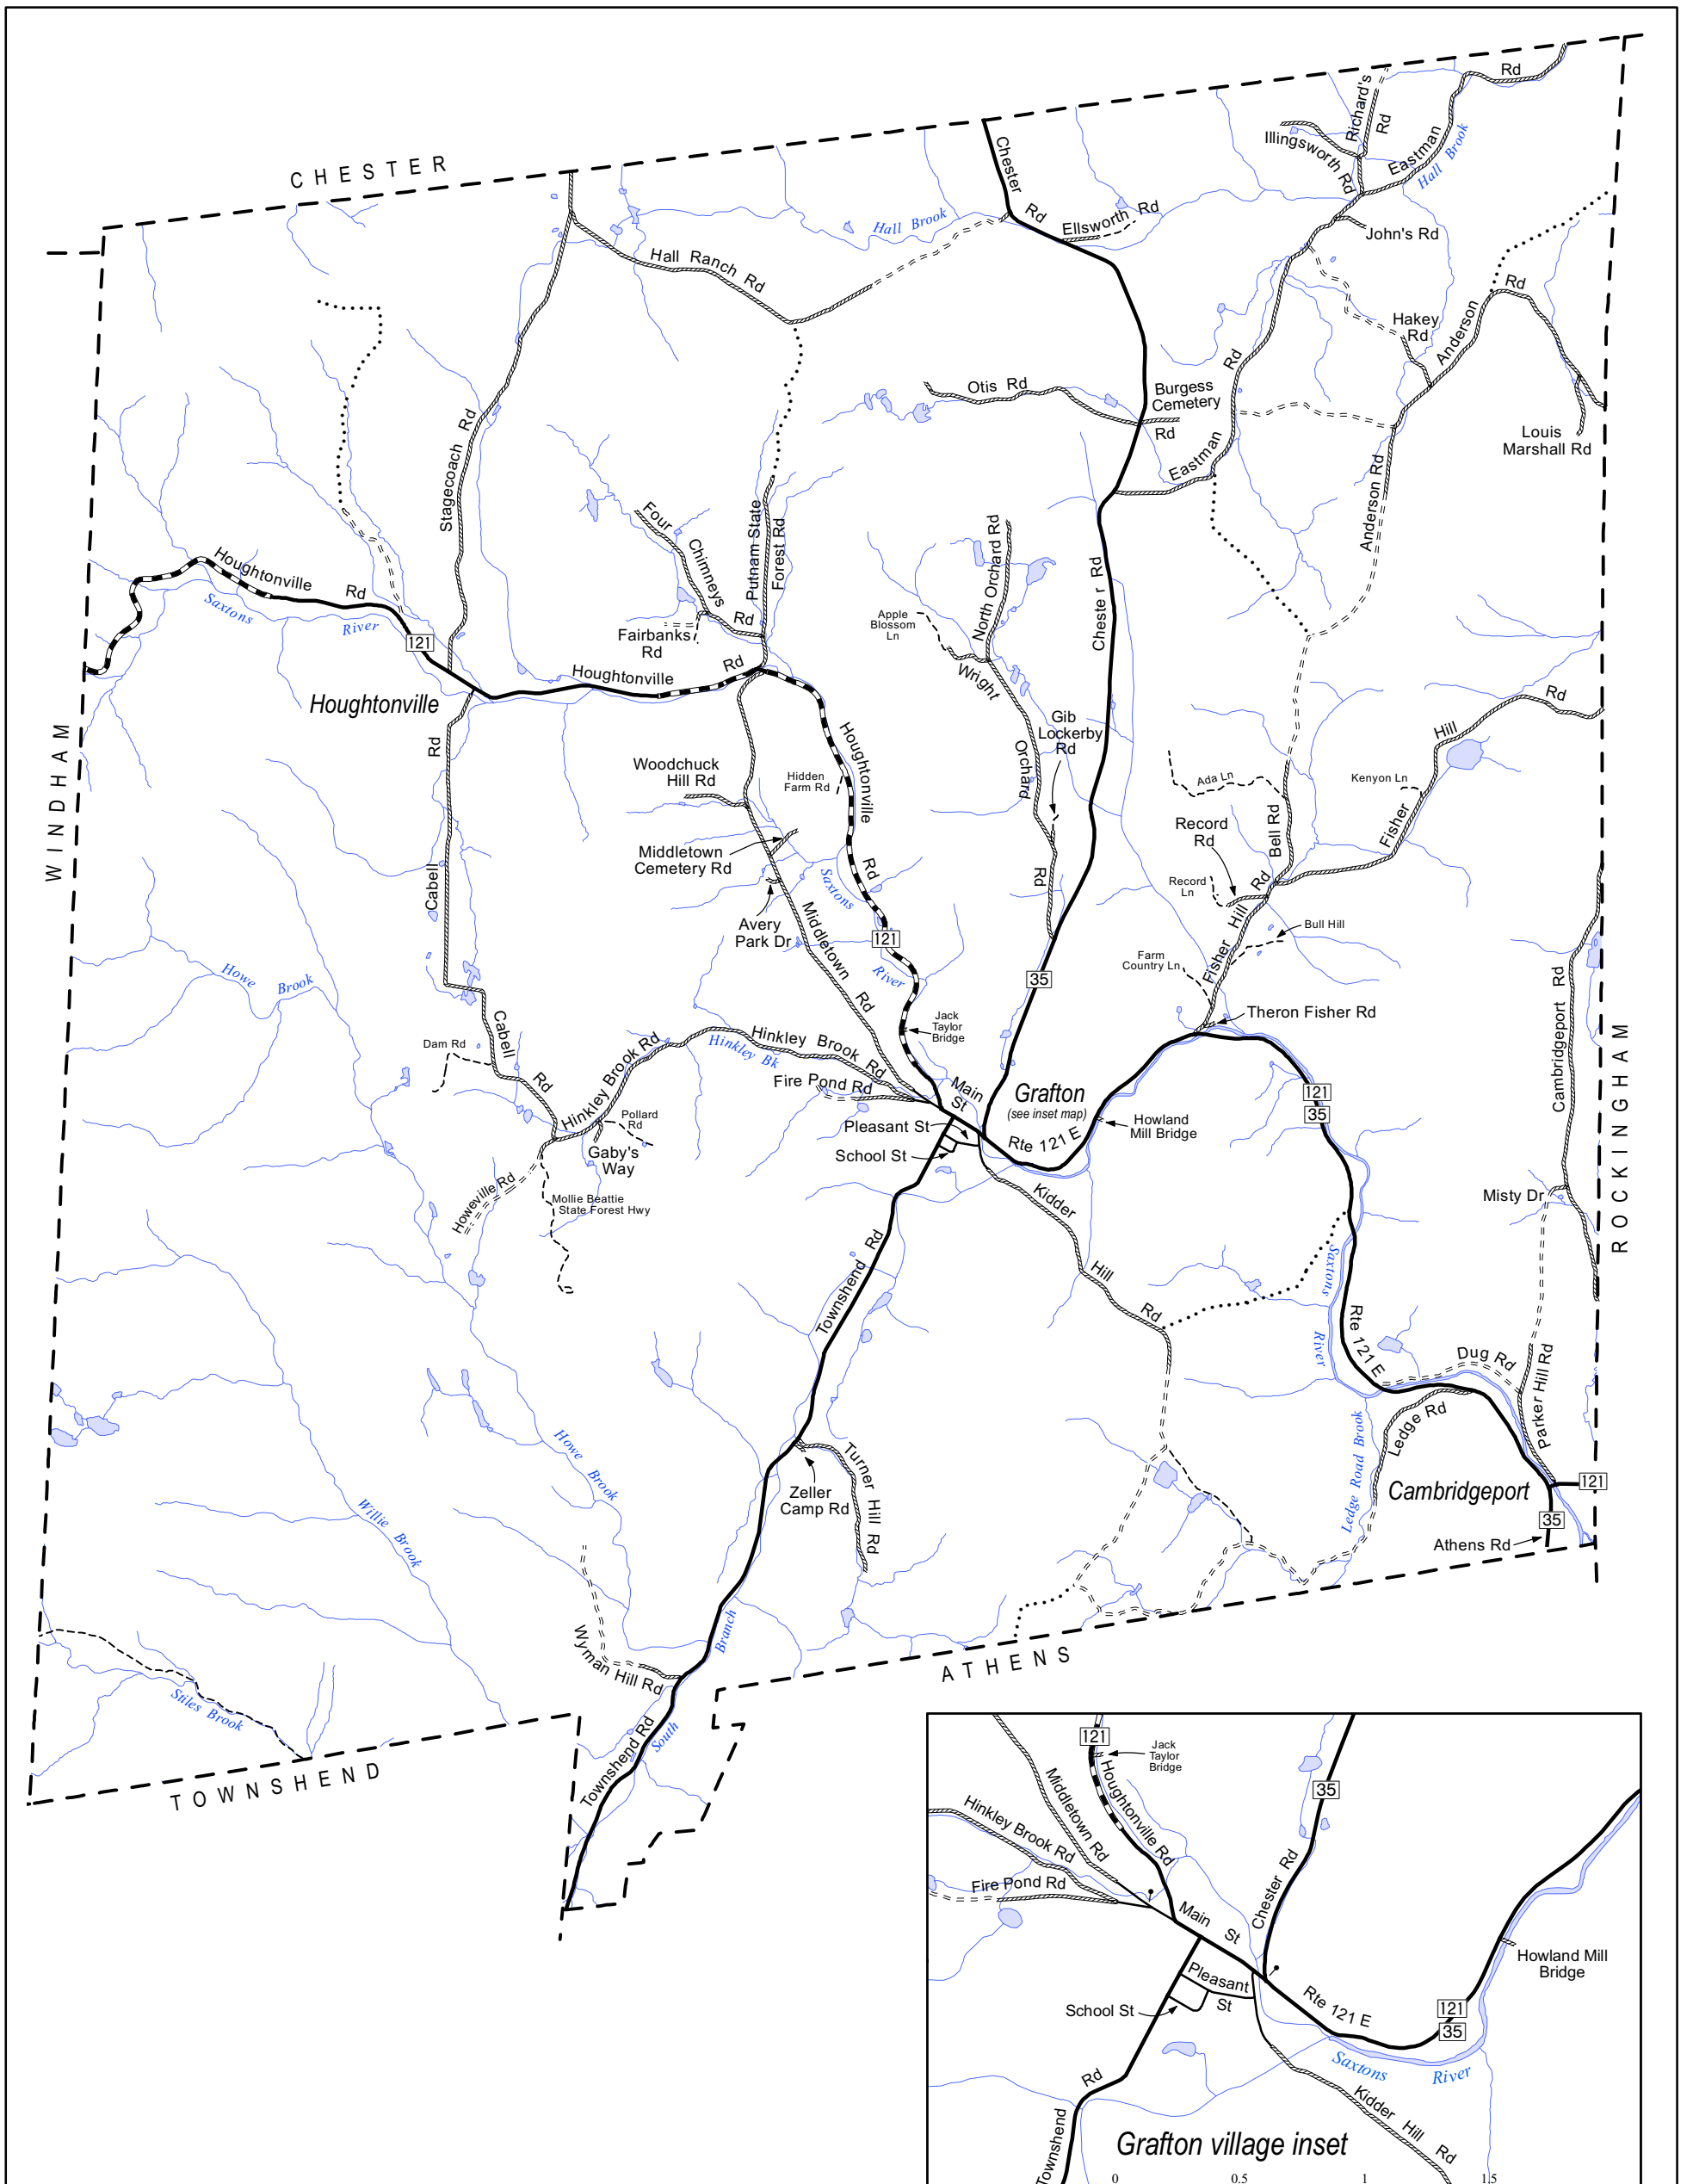 CHESTER
Rd
Richard's
Rd
Illingsworth Rd
Eastman
Hall Brook
Chester
Rd
Ellsworth Rd
Hall Brook
John's Rd
Hall Ranch Rd
Rd
Anderson
Hakey
Rd
Otis Rd
Burgess
Cemetery
Rd
Rd
Eastman
Louis
Marshall Rd
Stagecoach Rd
Anderson Rd
Four
Chimneys
Rd
Putnam State
Forest Rd
North Orchard Rd
Chester Rd
Houghtonville
Rd
Saxtons
River
121
Apple
Blossom
Ln
Fairbanks
Rd
Houghtonville
Rd
Wright
Orchard
Rd
Houghtonville
Gib
Lockerby
Rd
Hill
Rd
WINDHAM
Rd
Cabell
Woodchuck
Hill Rd
Hidden
Farm Rd
Houghtonville
Rd
Ada Ln
Kenyon Ln
Fisher
Bell Rd
Record
Rd
Middletown
Cemetery Rd
Saxtons
River
Record
Ln
Fisher Hill Rd
Bull Hill
Avery
Park Dr
Middletown
Rd
121
Farm
Country Ln
Howe
Brook
35
Cambridgeport Rd
Theron Fisher Rd
Jack
Taylor
Bridge
ROCKINGHAM
Cabell
Rd
Dam Rd
Hinkley Brook Rd
Hinkley Brook Rd
Hinkley Bk
Fire Pond Rd
Main
St
Grafton
(see inset map)
121
35
Howland
Mill Bridge
Pollard
Rd
Pleasant St
Rte 121 E
School St
Gaby's
Way
Howeville Rd
Mollie Beattie
State Forest Hwy
Kidder
Hill
Rd
Misty Dr
Townshend Rd
Saxtons
River
Rte 121 E
Dug Rd
Parker Hill Rd
Ledge Rd
Ledge Road Brook
Howe
Brook
Turner Hill Rd
Zeller
Camp Rd
Cambridgeport
121
35
Athens Rd
Willie
Brook
Wyman Hill Rd
Branch
South
ATHENS
Stiles Brook
Townshend Rd
TOWNSHEND
121
Jack
Taylor
Bridge
Houghtonville Rd
Middletown Rd
35
Hinkley Brook Rd
Fire Pond Rd
Chester Rd
Main
St
Howland Mill
Bridge
Pleasant
St
School St
Rte 121 E
121
35
Saxtons
River
Rd
Townshend
Kidder
Hill
Rd
Grafton village inset
0 0.5 1 1.5